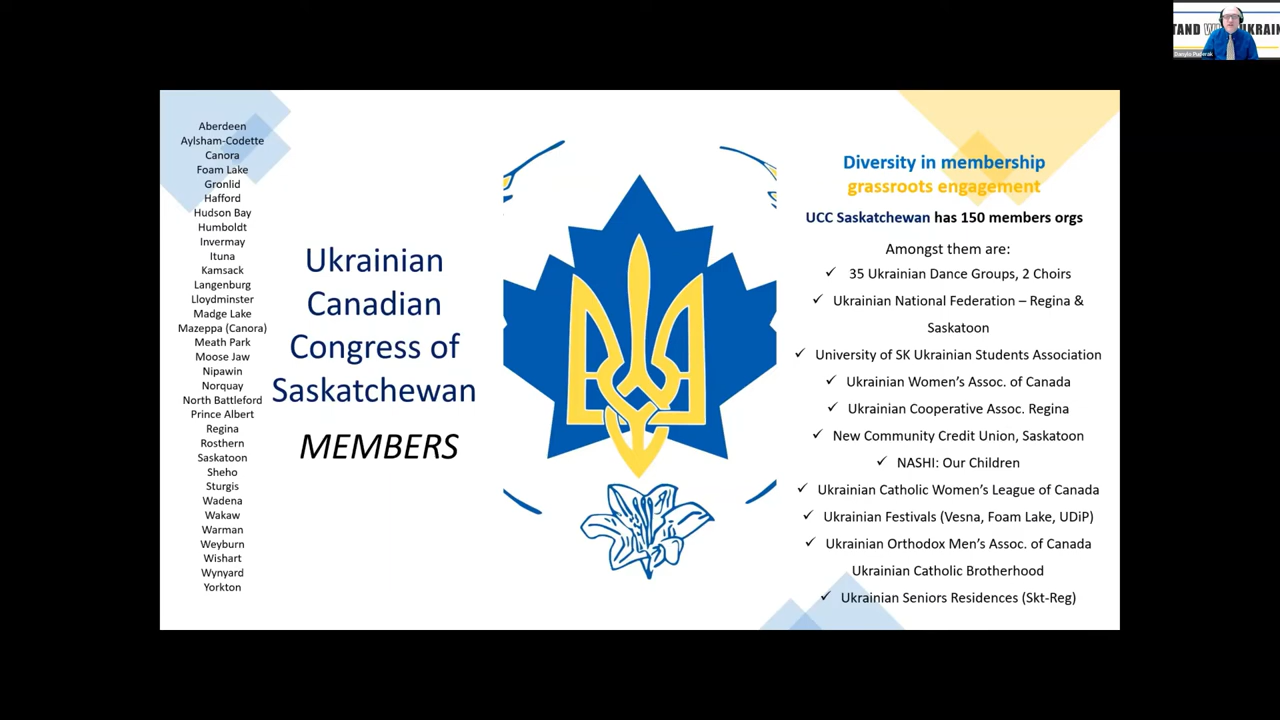 TAND WITH UKRAIN
Aberdeen
Aylsham-Codette
Canora
Foam Lake
Gronlid
Hafford
Hudson Bay
Humboldt
Invermay
Ituna
Kamsack
Langenburg
Lloydminster
Madge Lake
Mazeppa (Canora)
Meath Park
Moose Jaw
Nipawin
Norquay
North Battleford
Prince Albert
Regina
Rosthern
Saskatoon
Sheho
Sturgis
Wadena
Wakaw
Warman
Weyburn
Wishart
Wynyard
Yorkton
Ukrainian
Canadian
Congress of
Saskatchewan
MEMBERS
Diversity in membership
grassroots engagement
UCC Saskatchewan has 150 members orgs
Amongst them are:
✓ 35 Ukrainian Dance Groups, 2 Choirs
✓ Ukrainian National Federation – Regina &
Saskatoon
✓ University of SK Ukrainian Students Association
✓ Ukrainian Women’s Assoc. of Canada
✓ Ukrainian Cooperative Assoc. Regina
✓ New Community Credit Union, Saskatoon
✓ NASHI: Our Children
✓ Ukrainian Catholic Women’s League of Canada
✓ Ukrainian Festivals (Vesna, Foam Lake, UDiP)
✓ Ukrainian Orthodox Men’s Assoc. of Canada
Ukrainian Catholic Brotherhood
✓ Ukrainian Seniors Residences (Skt-Reg)